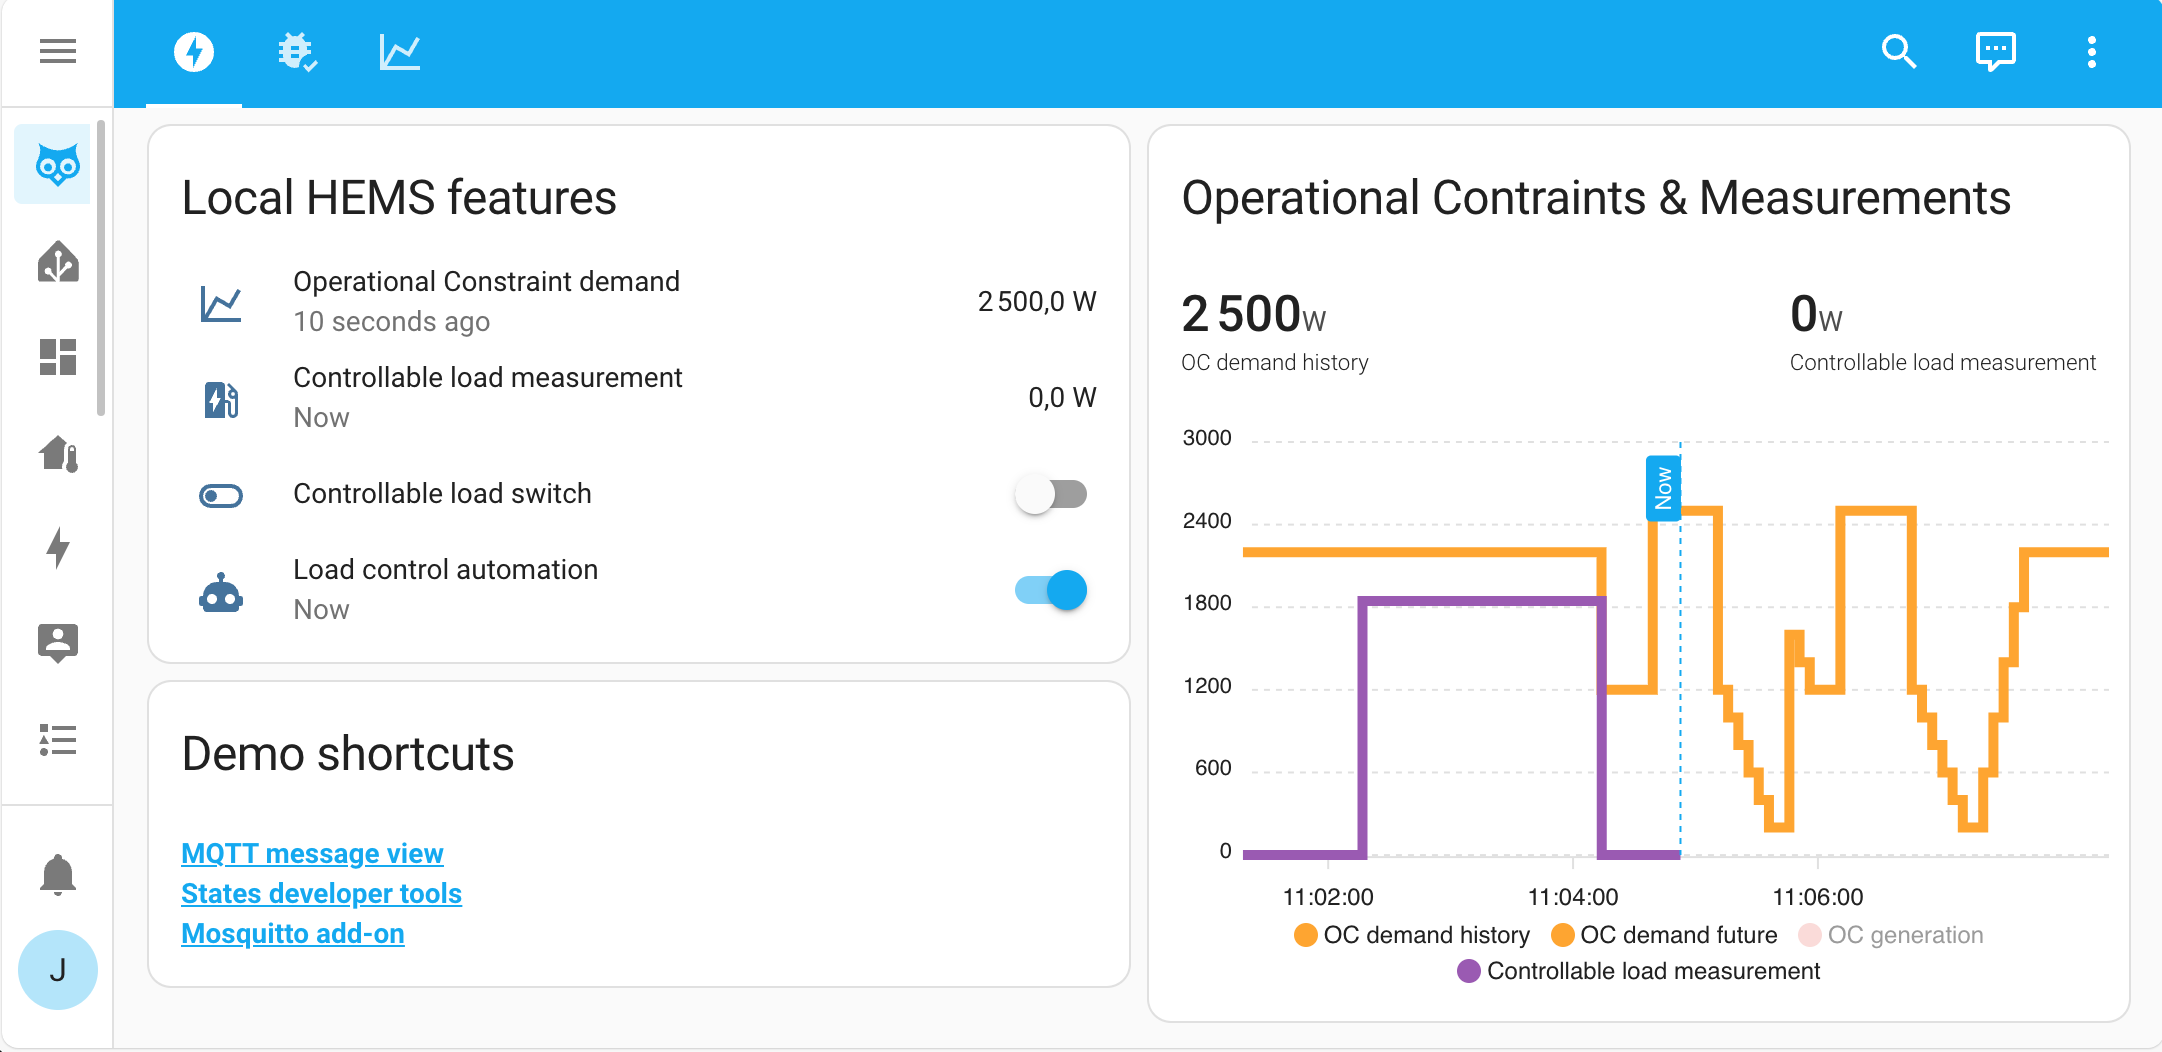 Local HEMS features
Operational Constraint demand
10 seconds ago
2 500,0 W
Controllable load measurement
Now
0,0 W
Controllable load switch
Load control automation
Now
Demo shortcuts
MQTT message view
States developer tools
Mosquitto add-on
J
Operational Contraints & Measurements
2 500W
OC demand history
0W
Controllable load measurement
3000
2400
1800
1200
600
0
Now
11:02:00 11:04:00 11:06:00
OC demand history OC demand future OC generation
Controllable load measurement